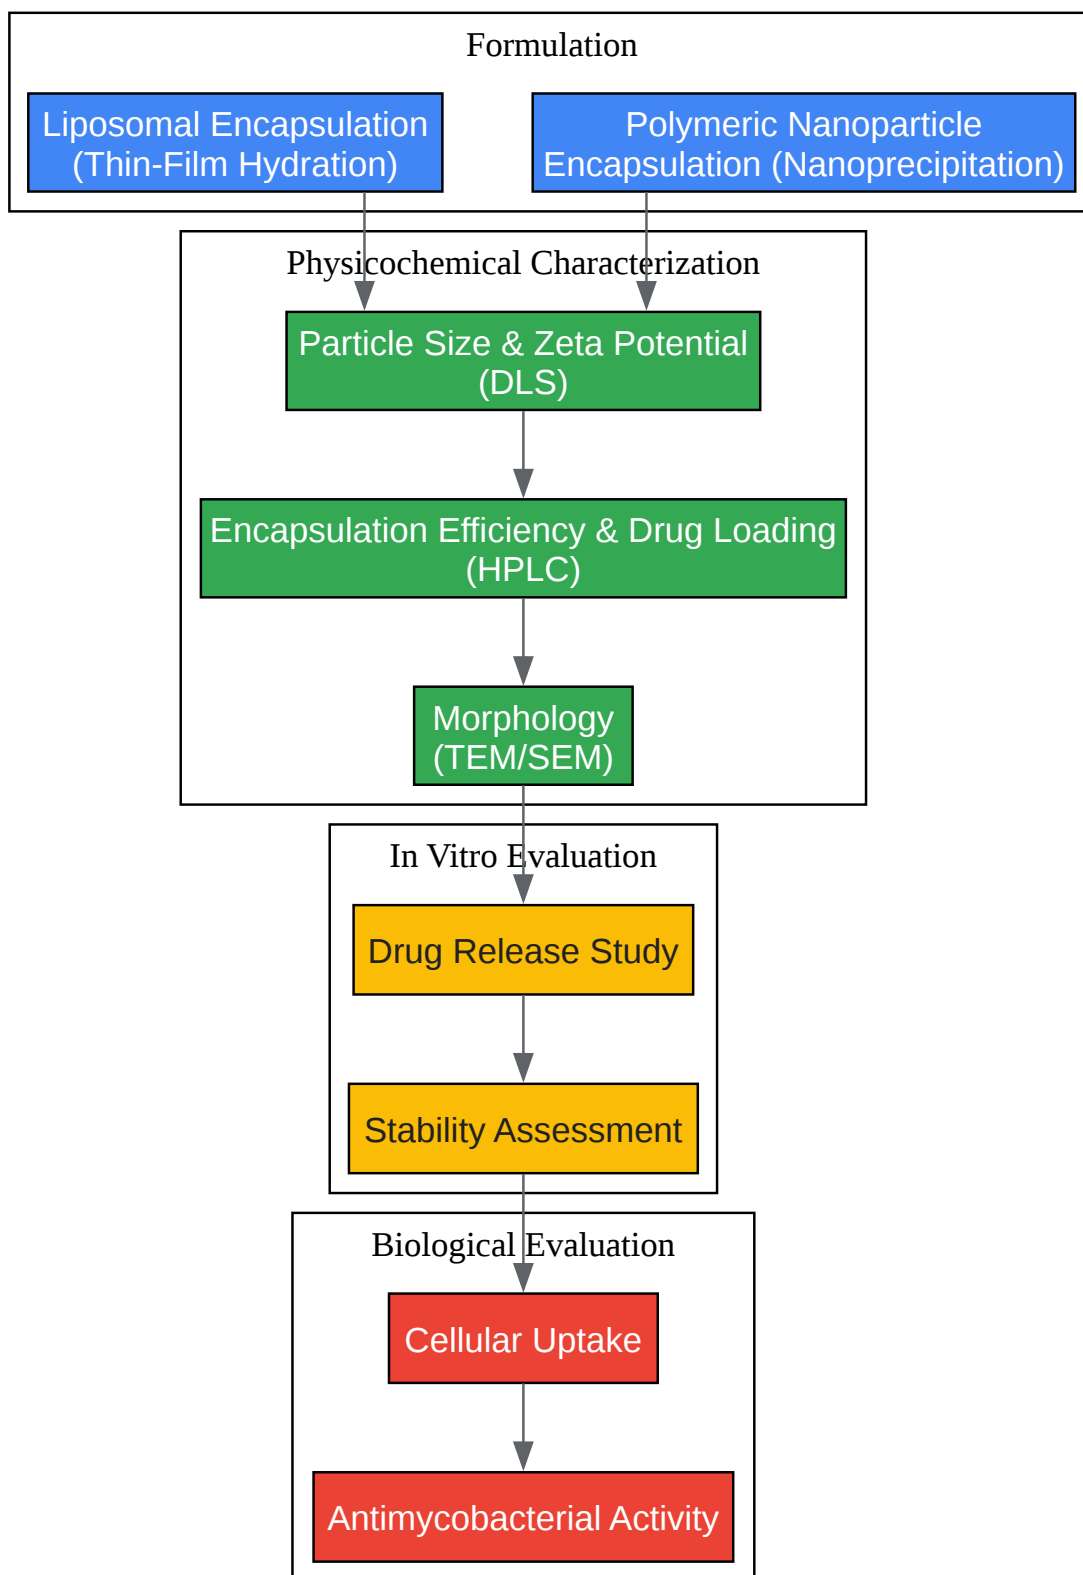 Formulation
Liposomal Encapsulation
(Thin-Film Hydration)
Polymeric Nanoparticle
Encapsulation (Nanoprecipitation)
Physicochemical Characterization
Particle Size & Zeta Potential
(DLS)
Encapsulation Efficiency & Drug Loading
(HPLC)
Morphology
(TEM/SEM)
In Vitro Evaluation
Drug Release Study
Stability Assessment
Biological Evaluation
Cellular Uptake
Antimycobacterial Activity